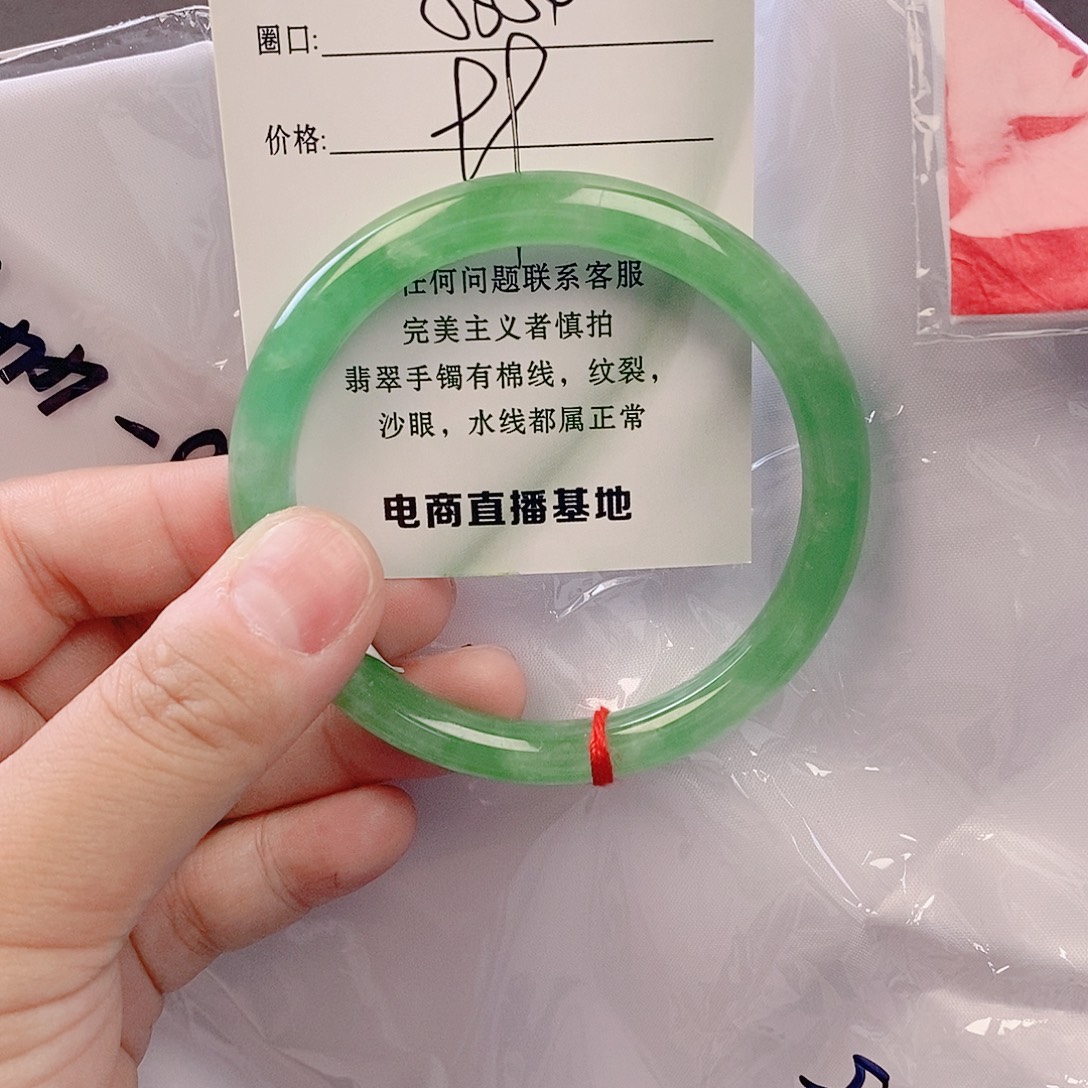 圈口:
价格:
任何问题联系客服
完美主义者慎拍
翡翠手镯有棉线，纹裂，
沙眼，水线都属正常
电商直播基地